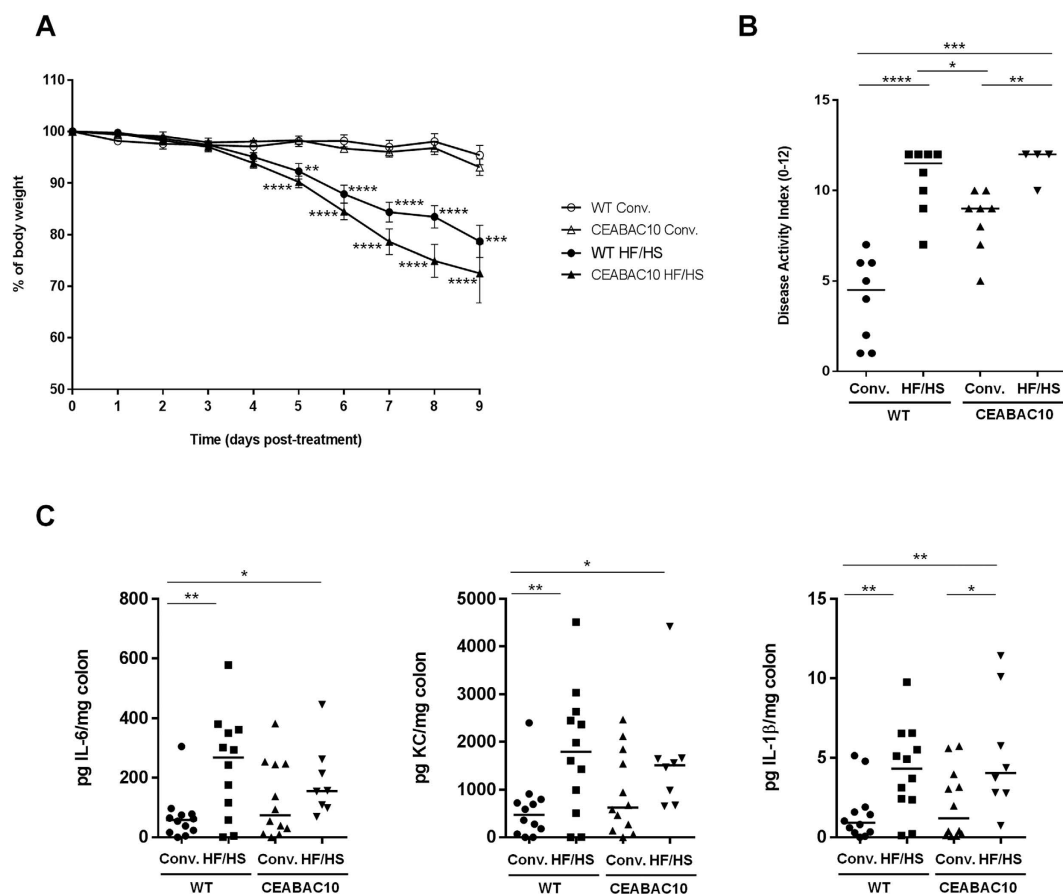 A
110
100
90
80
70
60
50
% of body weight
0 1 2 3 4 5 6 7 8 9
Time (days post-treatment)
**
****
****
****
***
****
****
****
****
****
WT Conv.
CEABAC10 Conv.
WT HF/HS
CEABAC10 HF/HS
B
***
*
****
**
15
10
5
0
Disease Activity Index (0-12)
Conv. HF/HS Conv. HF/HS
WT CEABAC10
C
*
**
800
600
400
200
0
pg IL-6/mg colon
Conv. HF/HS Conv. HF/HS
WT CEABAC10
*
**
5000
4000
3000
2000
1000
0
pg KC/mg colon
Conv. HF/HS Conv. HF/HS
WT CEABAC10
**
**
*
15
10
5
0
pg IL-1β/mg colon
Conv. HF/HS Conv. HF/HS
WT CEABAC10